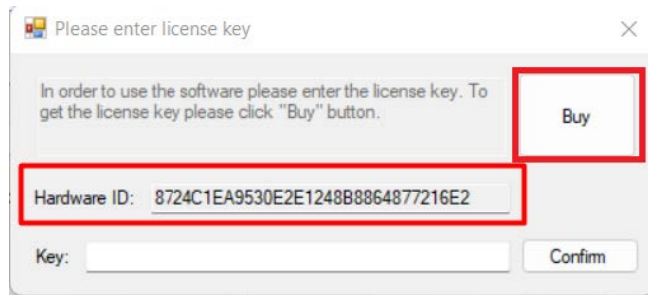 Please enter license key
In order to use the software please enter the license key. To
get the license key please click "Buy" button.
Buy
Hardware ID: 8724C1EA9530E2E1248B8864877216E2
Key:
Confirm